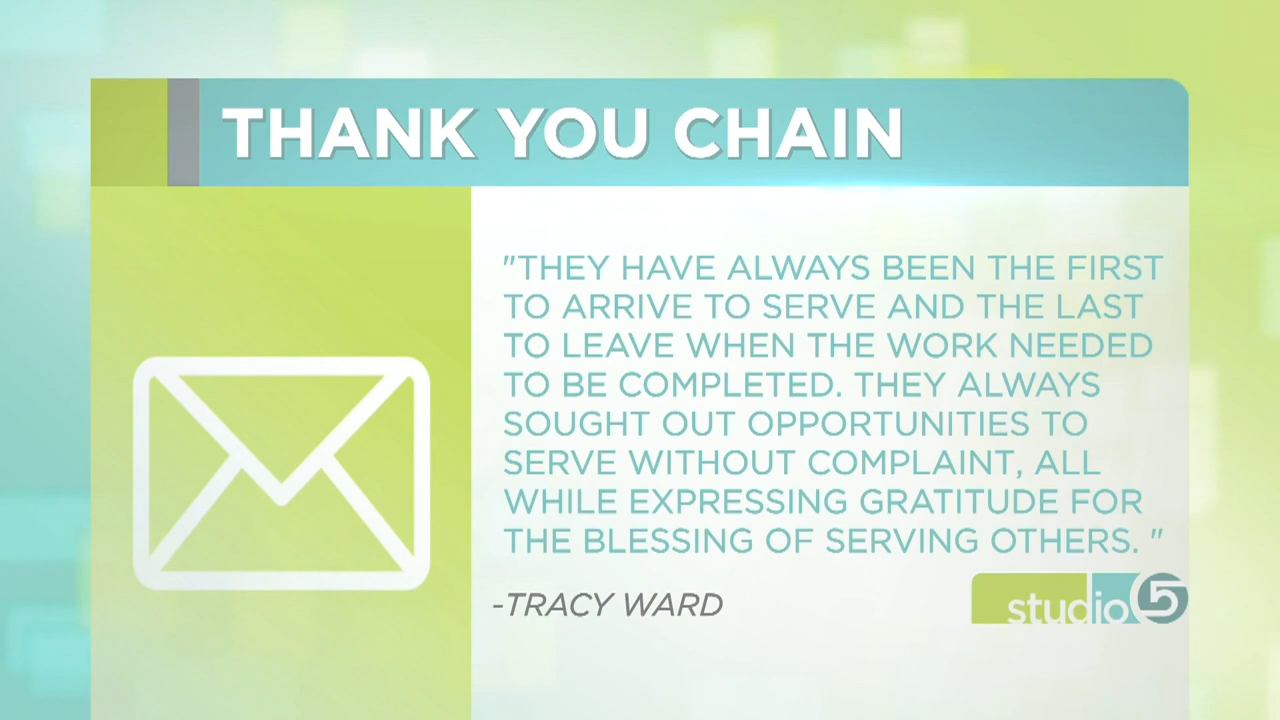 THANK YOU CHAIN
"THEY HAVE ALWAYS BEEN THE FIRST
TO ARRIVE TO SERVE AND THE LAST
TO LEAVE WHEN THE WORK NEEDED
TO BE COMPLETED. THEY ALWAYS
SOUGHT OUT OPPORTUNITIES TO
SERVE WITHOUT COMPLAINT, ALL
WHILE EXPRESSING GRATITUDE FOR
THE BLESSING OF SERVING OTHERS. "
-TRACY WARD
studio 5